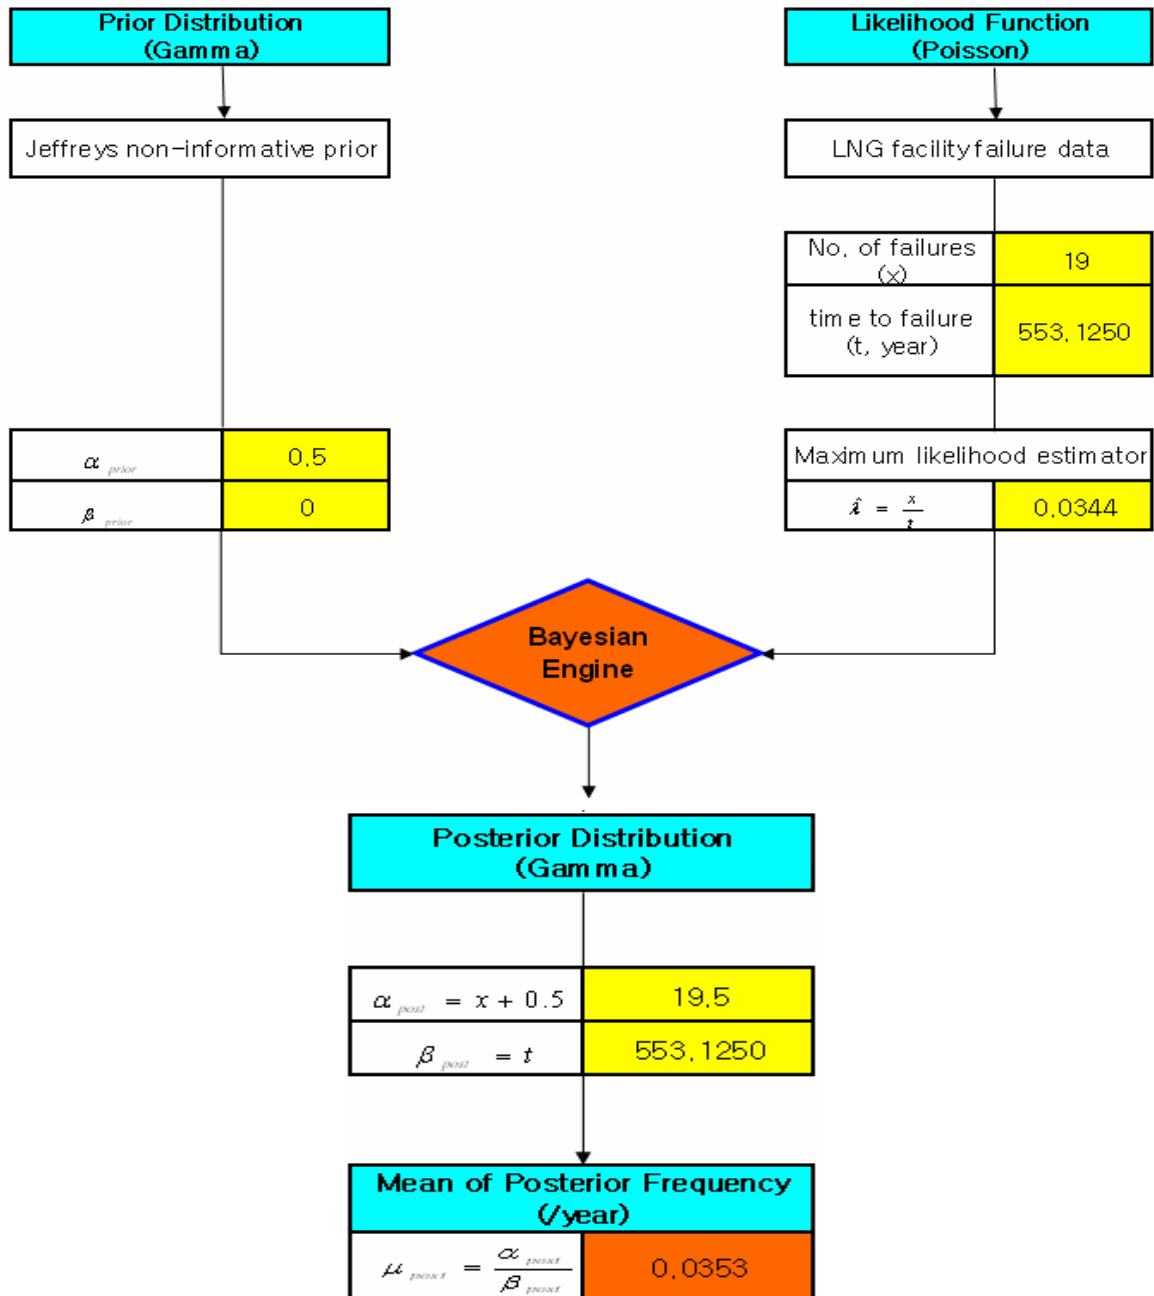 Prior Distribution
(Gamma)
Likelihood Function
(Poisson)
Jeffreys non-informative prior
LNG facility failure data
No. of failures
(x)
19
time to failure
(t, year)
553.1250
α prior
0.5
β prior
0
Maximum likelihood estimator
λ̂ = x/t
0.0344
Bayesian
Engine
Posterior Distribution
(Gamma)
α post = x + 0.5
19.5
β post = t
553.1250
Mean of Posterior Frequency
(/year)
μ post = α post / β post
0.0353